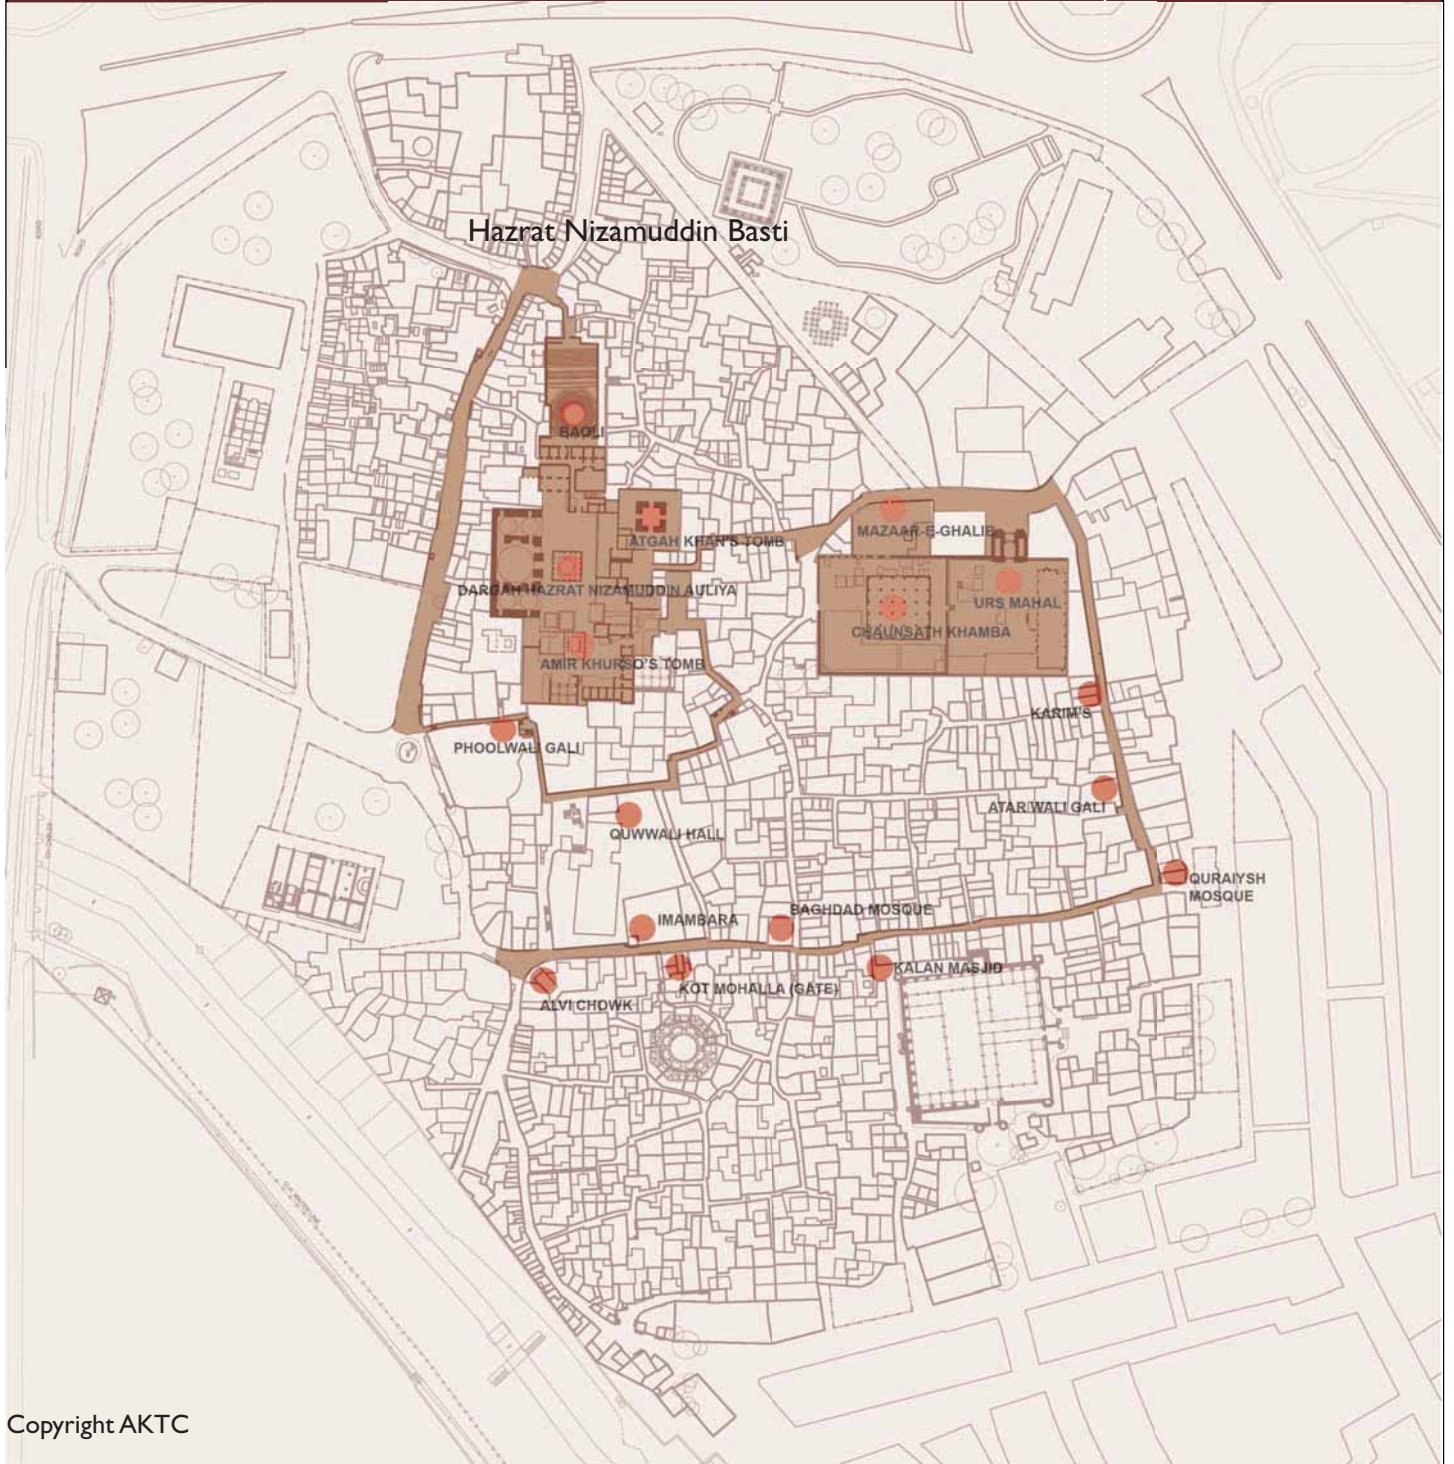 Hazrat Nizamuddin Basti
BAOLI
MAZAAR-E-GHALIB
ATGAH KHAN'S TOMB
DARGAH HAZRAT NIZAMUDDIN AULIYA
URS MAHAL
CHAUNSATH KHAMBA
AMIR KHURSO'S TOMB
KARIM'S
PHOOLWALI GALI
ATAR WALI GALI
QUWWALI HALL
QURAIYSH
MOSQUE
BAGHDAD MOSQUE
IMAMBARA
KALAN MASJID
KOT MOHALLA (GATE)
ALVI CHOWK
Copyright AKTC